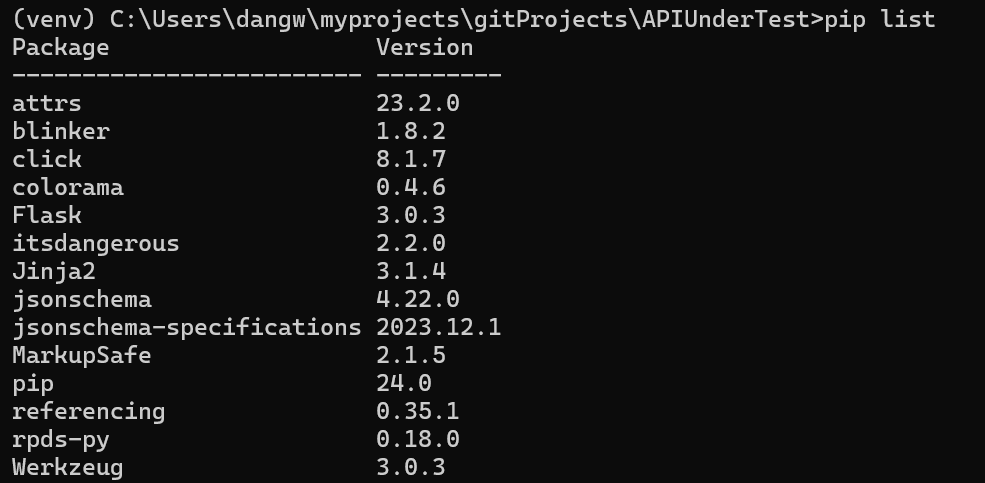 (venv) C:\Users\dangw\myprojects\gitProjects\APIUnderTest>pip list
Package                   Version
------------------------- ---------
attrs                     23.2.0
blinker                   1.8.2
click                     8.1.7
colorama                  0.4.6
Flask                     3.0.3
itsdangerous              2.2.0
Jinja2                    3.1.4
jsonschema                4.22.0
jsonschema-specifications 2023.12.1
MarkupSafe                2.1.5
pip                       24.0
referencing               0.35.1
rpds-py                   0.18.0
Werkzeug                  3.0.3